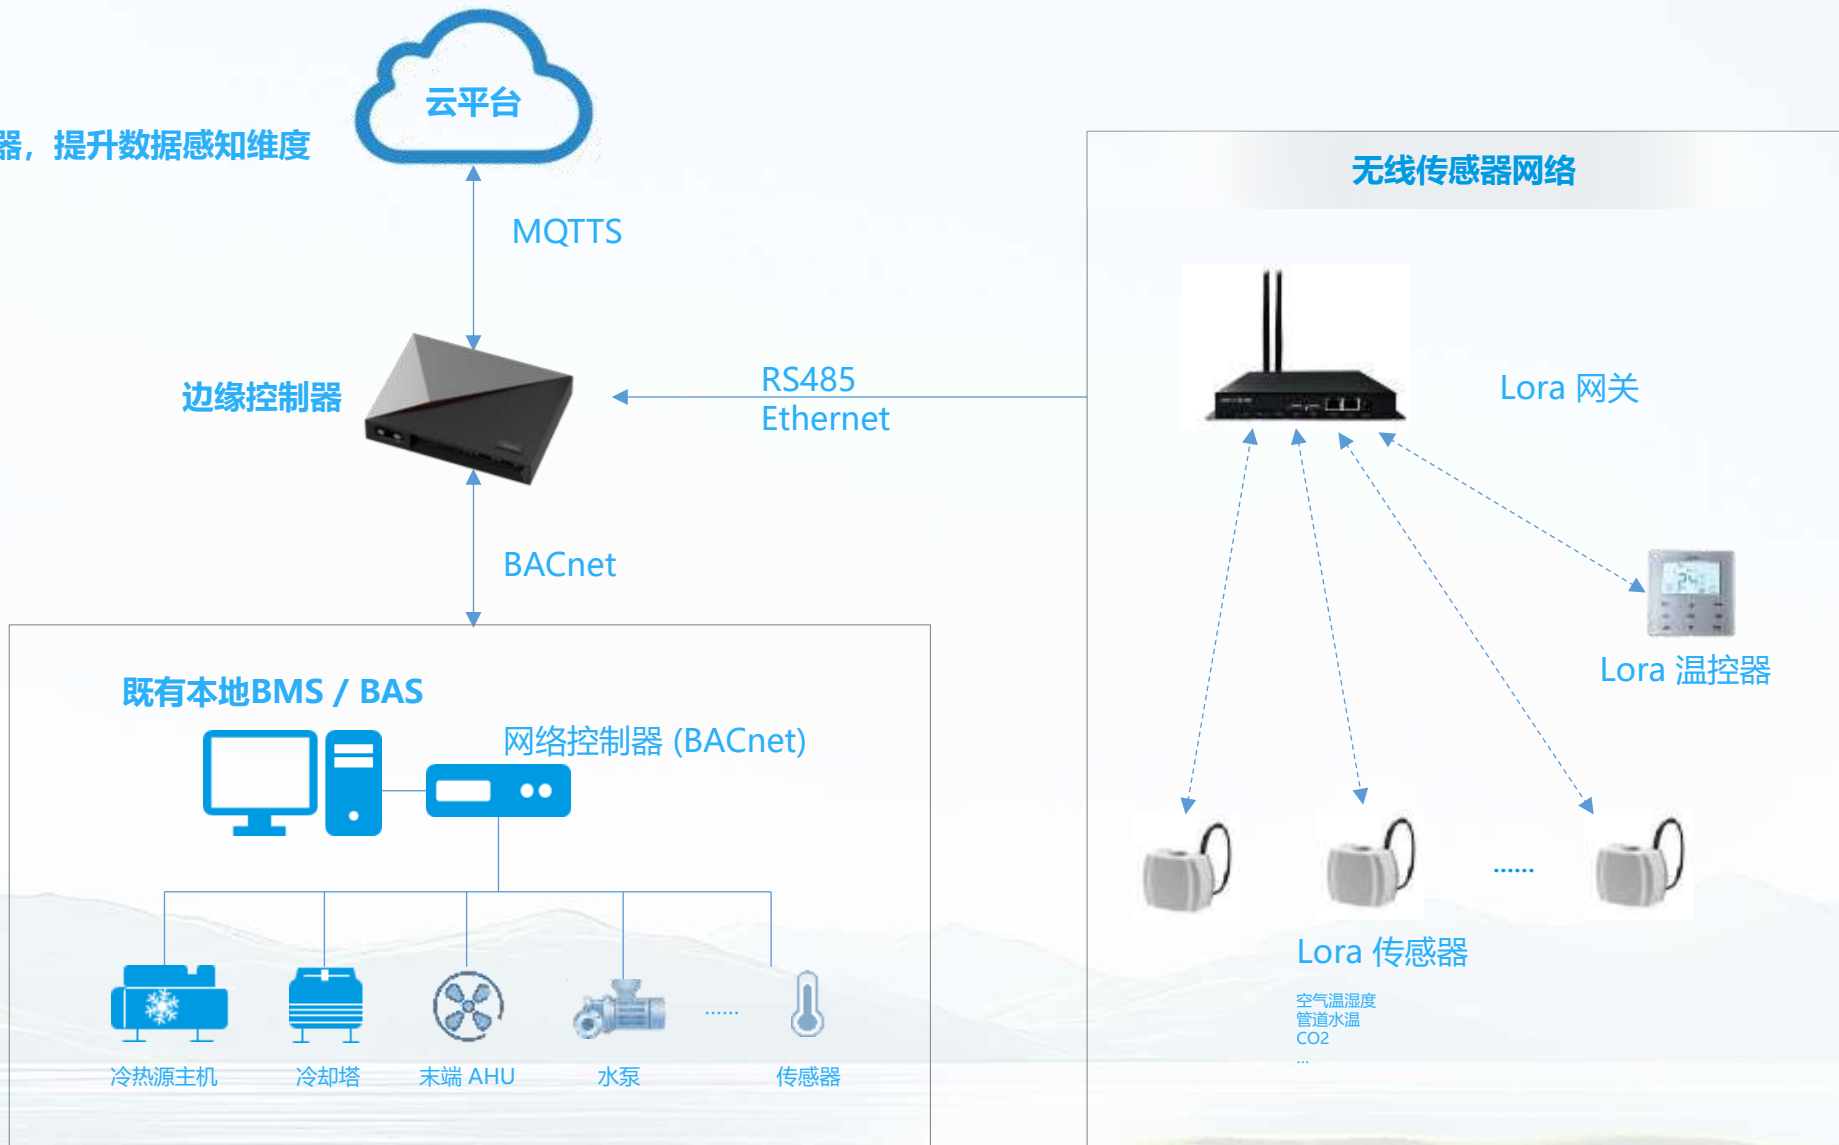 云平台
器，提升数据感知维度
无线传感器网络
MQTTS
边缘控制器
RS485
Ethernet
Lora 网关
BACnet
既有本地BMS / BAS
网络控制器 (BACnet)
Lora 温控器
......
Lora 传感器
空气温湿度
管道水温
CO2
...
......
冷热源主机
冷却塔
末端 AHU
水泵
传感器